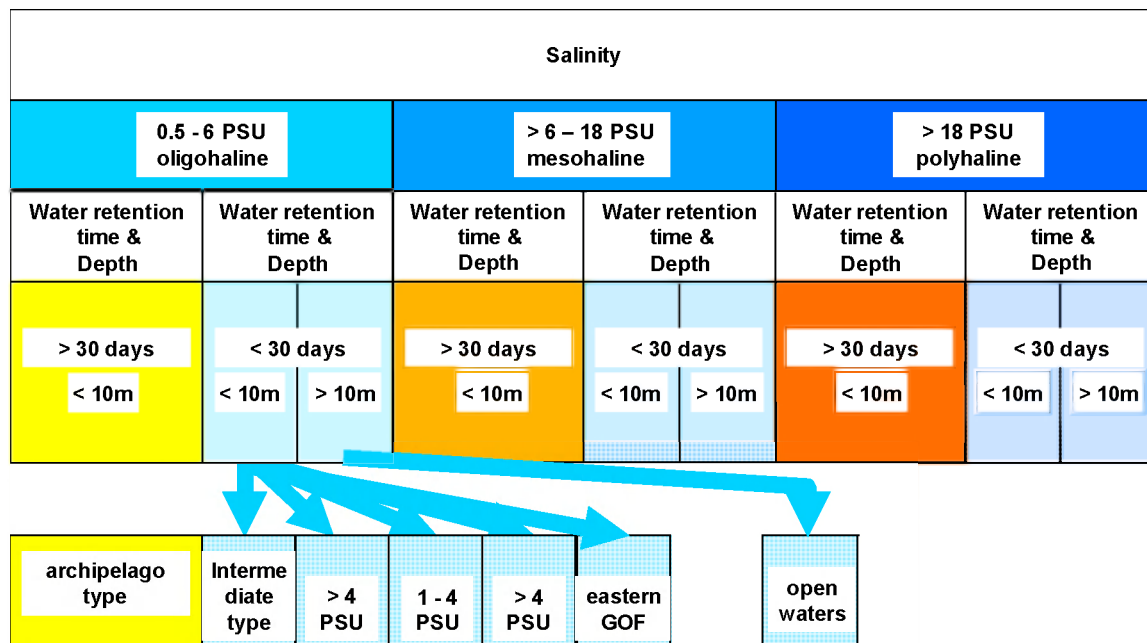 Salinity
0.5 - 6 PSU
oligohaline
> 6 – 18 PSU
mesohaline
> 18 PSU
polyhaline
Water retention
time &
Depth
Water retention
time &
Depth
Water retention
time &
Depth
Water retention
time &
Depth
Water retention
time &
Depth
Water retention
time &
Depth
> 30 days
< 10m
< 30 days
< 10m
> 10m
> 30 days
< 10m
< 30 days
< 10m
> 10m
> 30 days
< 10m
< 30 days
< 10m
> 10m
archipelago
type
Interme
diate
type
> 4
PSU
1 - 4
PSU
> 4
PSU
eastern
GOF
open
waters